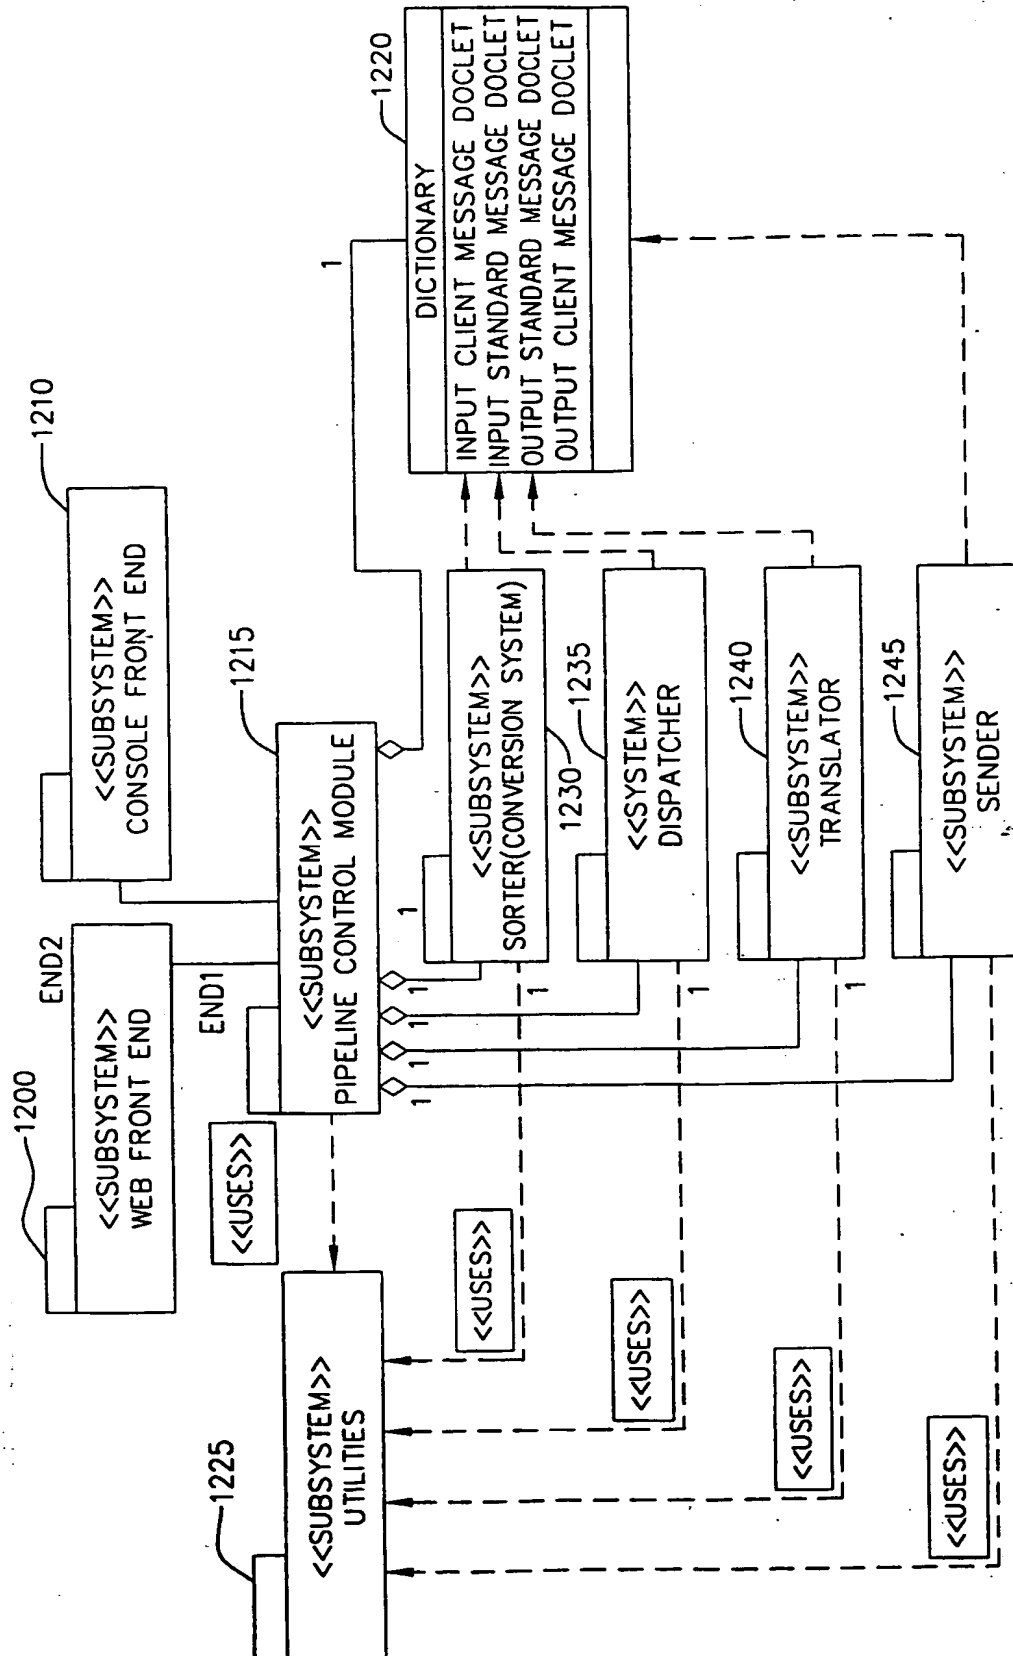 1200
<<SUBSYSTEM>>
WEB FRONT END
END2
1210
<<SUBSYSTEM>>
CONSOLE FRONT END
END1
1215
<<SUBSYSTEM>>
PIPELINE CONTROL MODULE
<<USES>>
1225
<<SUBSYSTEM>>
UTILITIES
1
1220
DICTIONARY
INPUT CLIENT MESSAGE DOCLET
INPUT STANDARD MESSAGE DOCLET
OUTPUT STANDARD MESSAGE DOCLET
OUTPUT CLIENT MESSAGE DOCLET
1
1
1
1
1
<<SUBSYSTEM>>
SORTER(CONVERSION SYSTEM)
1230
1
<<USES>>
1235
<<SYSTEM>>
DISPATCHER
1
<<USES>>
1240
<<SUBSYSTEM>>
TRANSLATOR
1
<<USES>>
1245
<<SUBSYSTEM>>
SENDER
<<USES>>